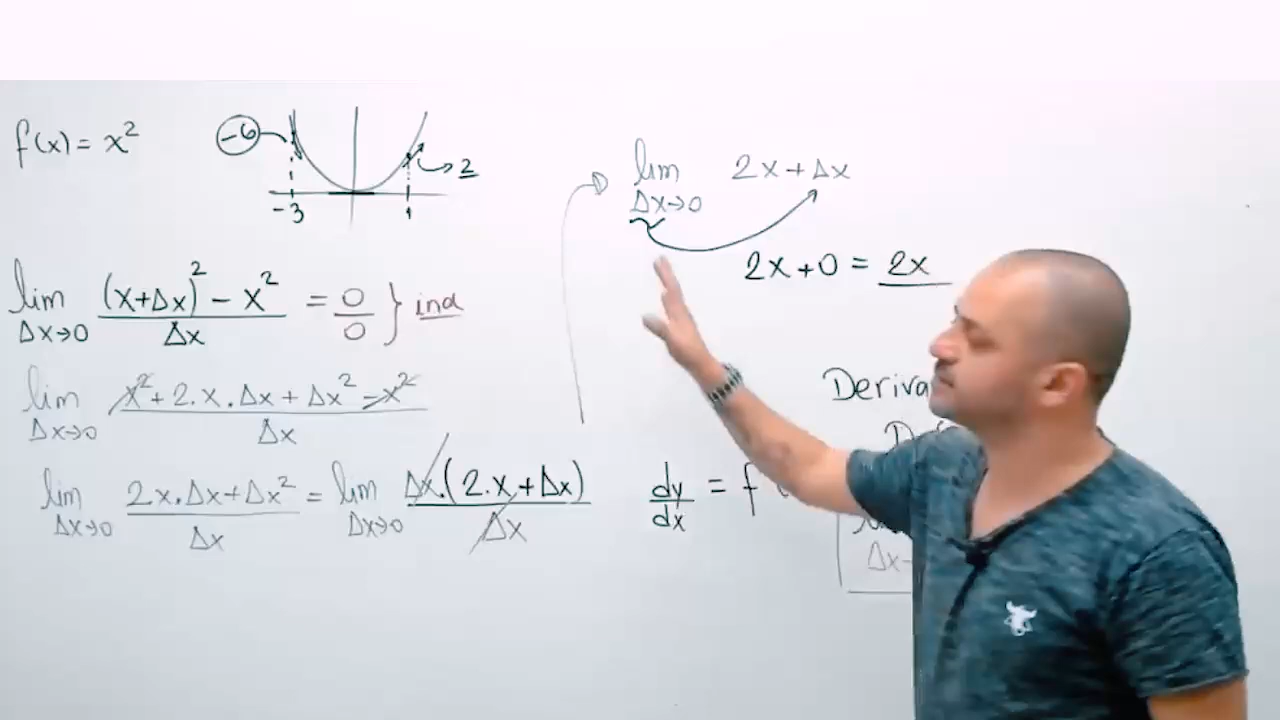 f(x) = x²
-6
2
-3
1
lim Δx→0 ((x+Δx)² - x²)/Δx = 0/0 } ind
lim Δx→0 (x² + 2.x.Δx + Δx² - x²)/Δx
lim Δx→0 (2x.Δx+Δx²)/Δx = lim Δx→0 (Δx.(2.x+Δx))/Δx
lim Δx→0 2x+Δx
2x+0 = 2x
dy/dx = f
Δx